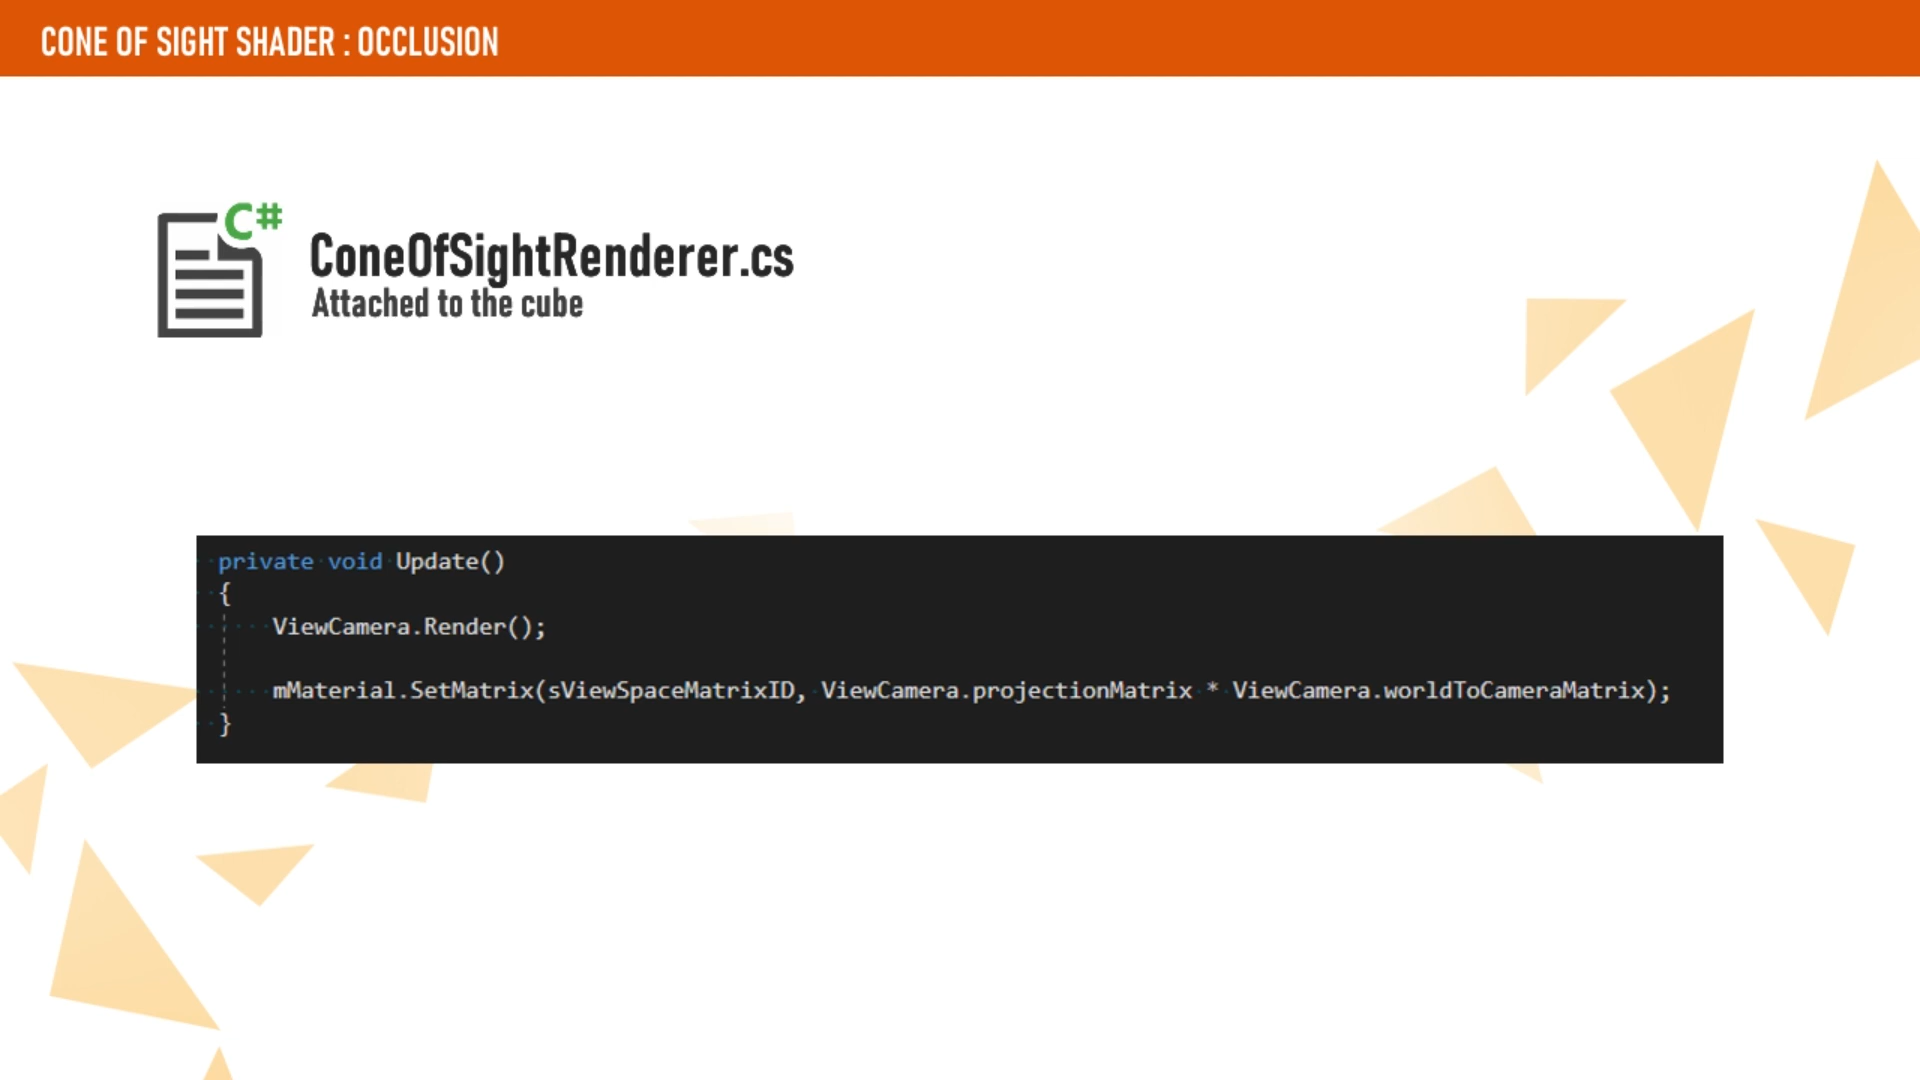 CONE OF SIGHT SHADER : OCCLUSION
C#
ConeOfSightRenderer.cs
Attached to the cube
private void Update()
{
ViewCamera.Render();
mMaterial.SetMatrix(sViewSpaceMatrixID, ViewCamera.projectionMatrix * ViewCamera.worldToCameraMatrix);
}